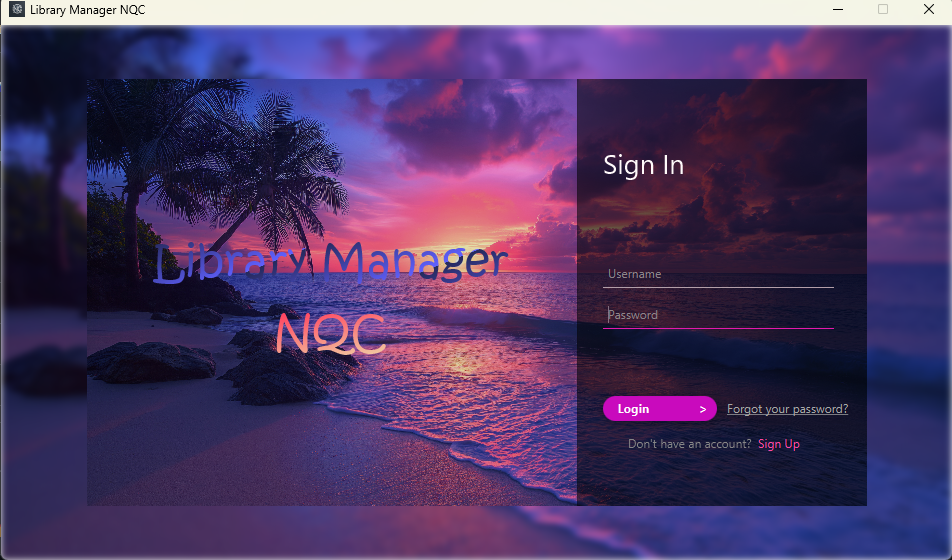 Library Manager NQC
Library Manager
NQC
Sign In
Username
Password
Login >
Forgot your password?
Don't have an account? Sign Up